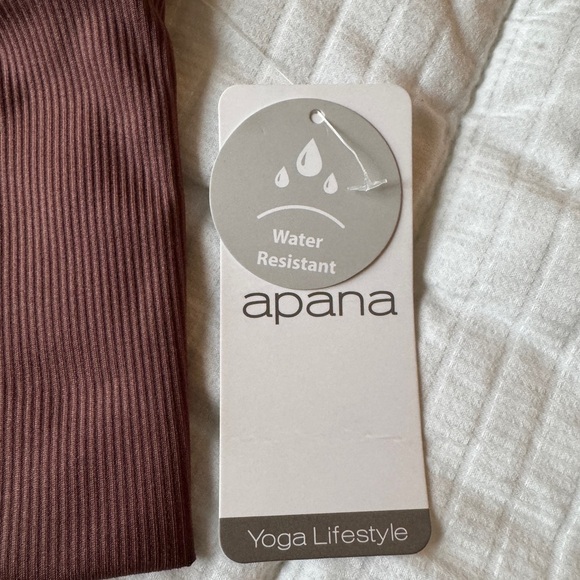 Water
Resistant
apana
Yoga Lifestyle